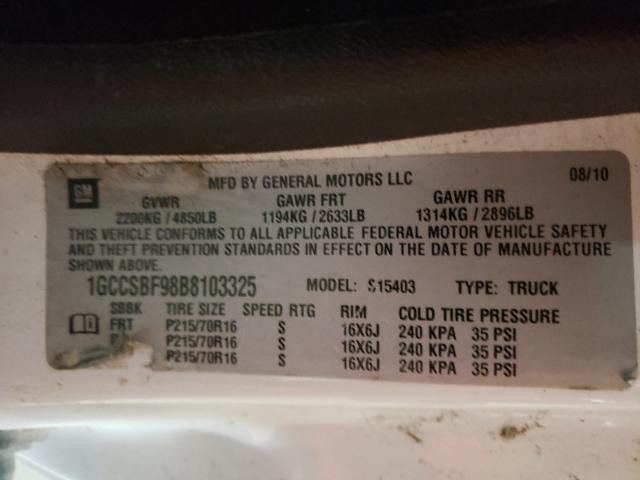 MFD BY GENERAL MOTORS LLC 08/10
GM GVWR GAWR FRT GAWR RR
2200KG / 4850LB 1194KG / 2633LB 1314KG / 2896LB
THIS VEHICLE CONFORMS TO ALL APPLICABLE FEDERAL MOTOR VEHICLE SAFETY
AND THEFT PREVENTION STANDARDS IN EFFECT ON THE DATE OF MANUFACTURE
SHOWN ABOVE.
1GCCSBF98B8103325 MODEL: S15403 TYPE: TRUCK
SBBK TIRE SIZE SPEED RTG RIM COLD TIRE PRESSURE
FRT P215/70R16 S 16X6J 240 KPA 35 PSI
P215/70R16 S 16X6J 240 KPA 35 PSI
P215/70R16 S 16X6J 240 KPA 35 PSI